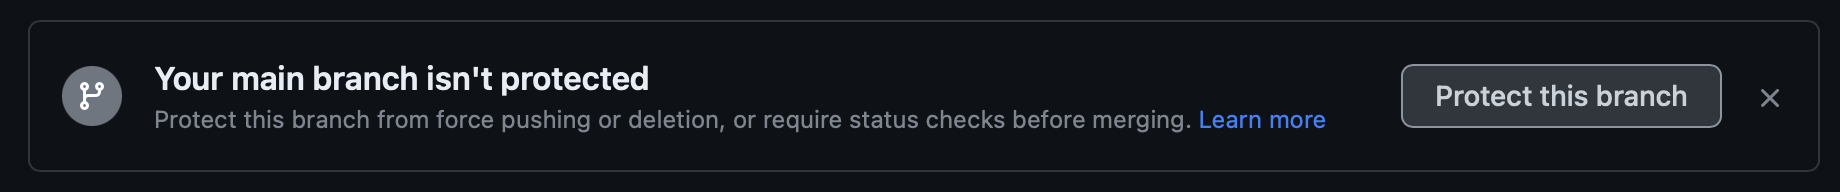 Your main branch isn't protected
Protect this branch from force pushing or deletion, or require status checks before merging. Learn more
Protect this branch